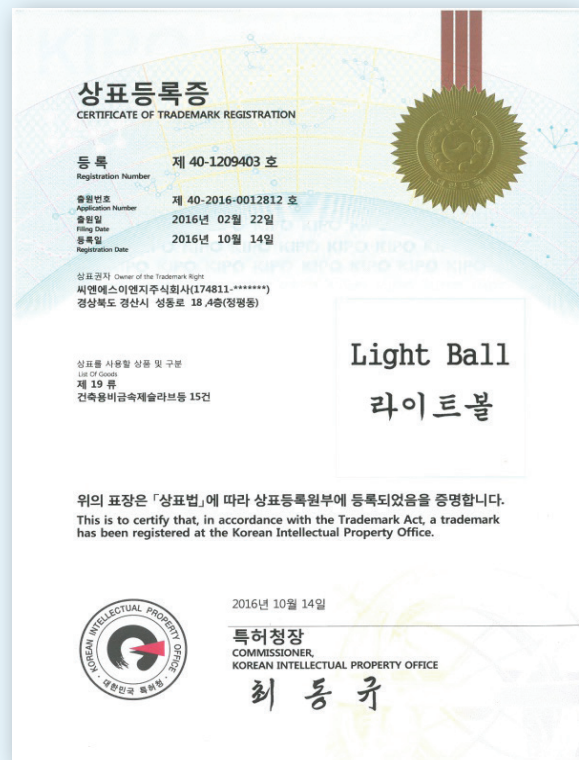 상표등록증
CERTIFICATE OF TRADEMARK REGISTRATION
등 록 제 40-1209403 호
Registration Number
출원번호 제 40-2016-0012812 호
Application Number
출원일 2016년 02월 22일
Filing Date
등록일 2016년 10월 14일
Registration Date
상표권자 Owner of the Trademark Right
씨엔에스이엔지주식회사(174811-*******)
경상북도 경산시 성동로 18 ,4층(정평동)
상표를 사용할 상품 및 구분
List Of Goods
제 19 류
건축용비금속제슬라브등 15건
Light Ball
라이트볼
위의 표장은 「상표법」에 따라 상표등록원부에 등록되었음을 증명합니다.
This is to certify that, in accordance with the Trademark Act, a trademark
has been registered at the Korean Intellectual Property Office.
2016년 10월 14일
특허청장
COMMISSIONER,
KOREAN INTELLECTUAL PROPERTY OFFICE
최 동 규
KOREAN INTELLECTUAL PROPERTY OFFICE
대한민국 특허청